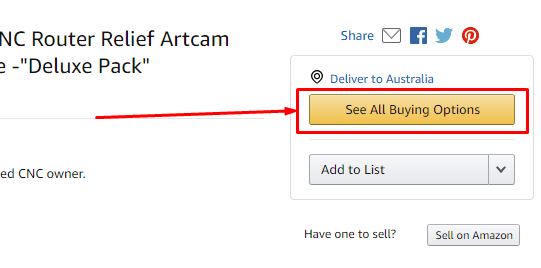 NC Router Relief Artcam
e -"Deluxe Pack"
ed CNC owner.
Share
Deliver to Australia
See All Buying Options
Add to List
Have one to sell?
Sell on Amazon